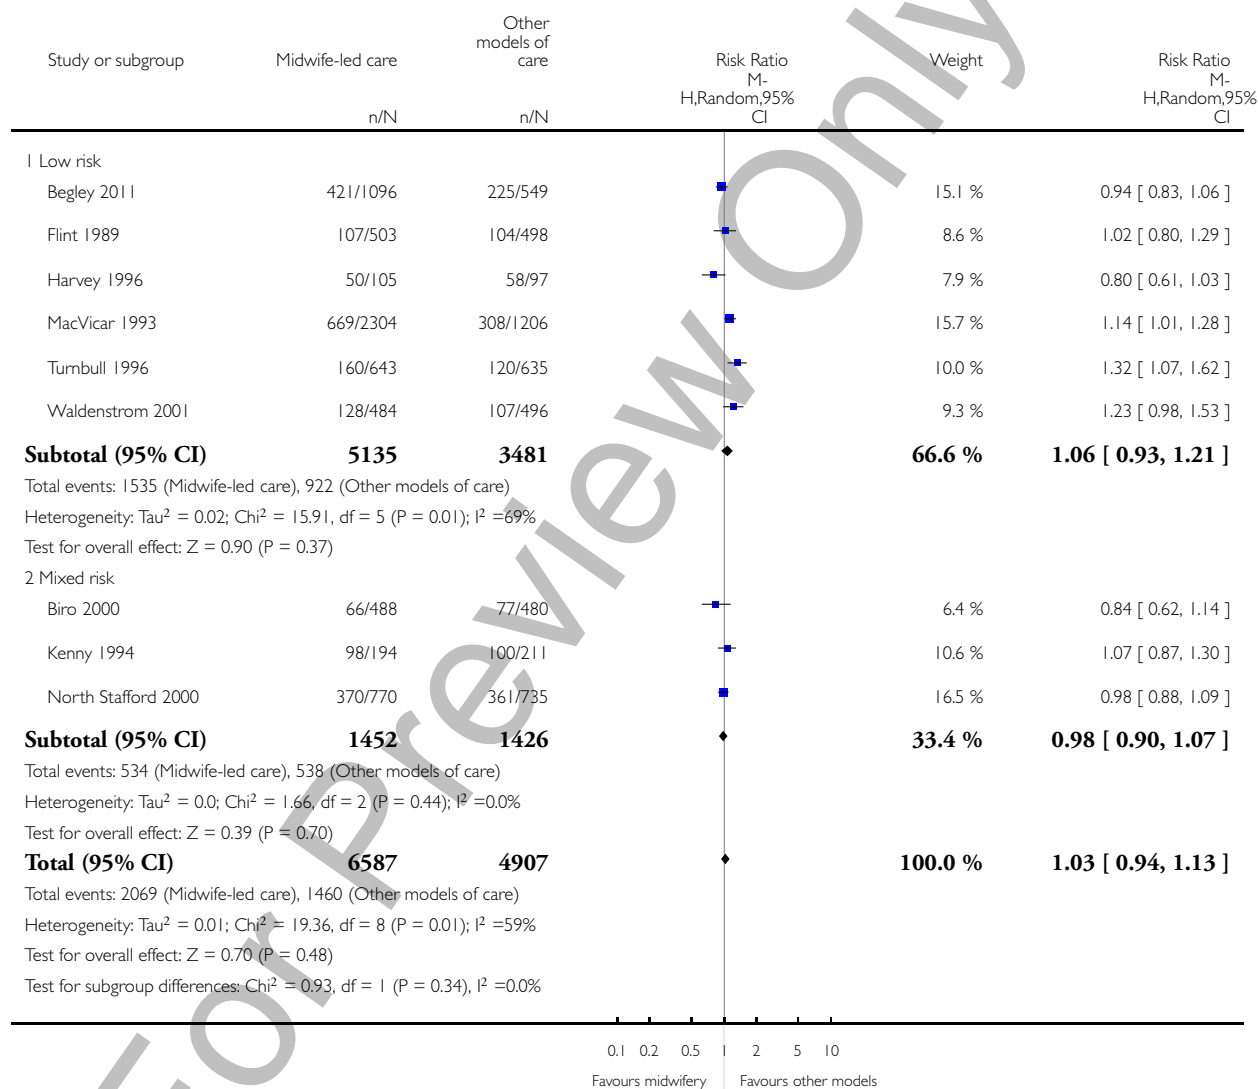 Study or subgroup Midwife-led care Other models of care Risk Ratio Weight Risk Ratio
M-H,Random,95% CI M-H,Random,95% CI
n/N n/N
1 Low risk
Begley 2011 421/1096 225/549 15.1 % 0.94 [ 0.83, 1.06 ]
Flint 1989 107/503 104/498 8.6 % 1.02 [ 0.80, 1.29 ]
Harvey 1996 50/105 58/97 7.9 % 0.80 [ 0.61, 1.03 ]
MacVicar 1993 669/2304 308/1206 15.7 % 1.14 [ 1.01, 1.28 ]
Turnbull 1996 160/643 120/635 10.0 % 1.32 [ 1.07, 1.62 ]
Waldenstrom 2001 128/484 107/496 9.3 % 1.23 [ 0.98, 1.53 ]
Subtotal (95% CI) 5135 3481 66.6 % 1.06 [ 0.93, 1.21 ]
Total events: 1535 (Midwife-led care), 922 (Other models of care)
Heterogeneity: Tau² = 0.02; Chi² = 15.91, df = 5 (P = 0.01); I² =69%
Test for overall effect: Z = 0.90 (P = 0.37)
2 Mixed risk
Biro 2000 66/488 77/480 6.4 % 0.84 [ 0.62, 1.14 ]
Kenny 1994 98/194 100/211 10.6 % 1.07 [ 0.87, 1.30 ]
North Stafford 2000 370/770 361/735 16.5 % 0.98 [ 0.88, 1.09 ]
Subtotal (95% CI) 1452 1426 33.4 % 0.98 [ 0.90, 1.07 ]
Total events: 534 (Midwife-led care), 538 (Other models of care)
Heterogeneity: Tau² = 0.0; Chi² = 1.66, df = 2 (P = 0.44); I² =0.0%
Test for overall effect: Z = 0.39 (P = 0.70)
Total (95% CI) 6587 4907 100.0 % 1.03 [ 0.94, 1.13 ]
Total events: 2069 (Midwife-led care), 1460 (Other models of care)
Heterogeneity: Tau² = 0.01; Chi² = 19.36, df = 8 (P = 0.01); I² =59%
Test for overall effect: Z = 0.70 (P = 0.48)
Test for subgroup differences: Chi² = 0.93, df = 1 (P = 0.34), I² =0.0%
0.1 0.2 0.5 1 2 5 10
Favours midwifery Favours other models
For Preview Only